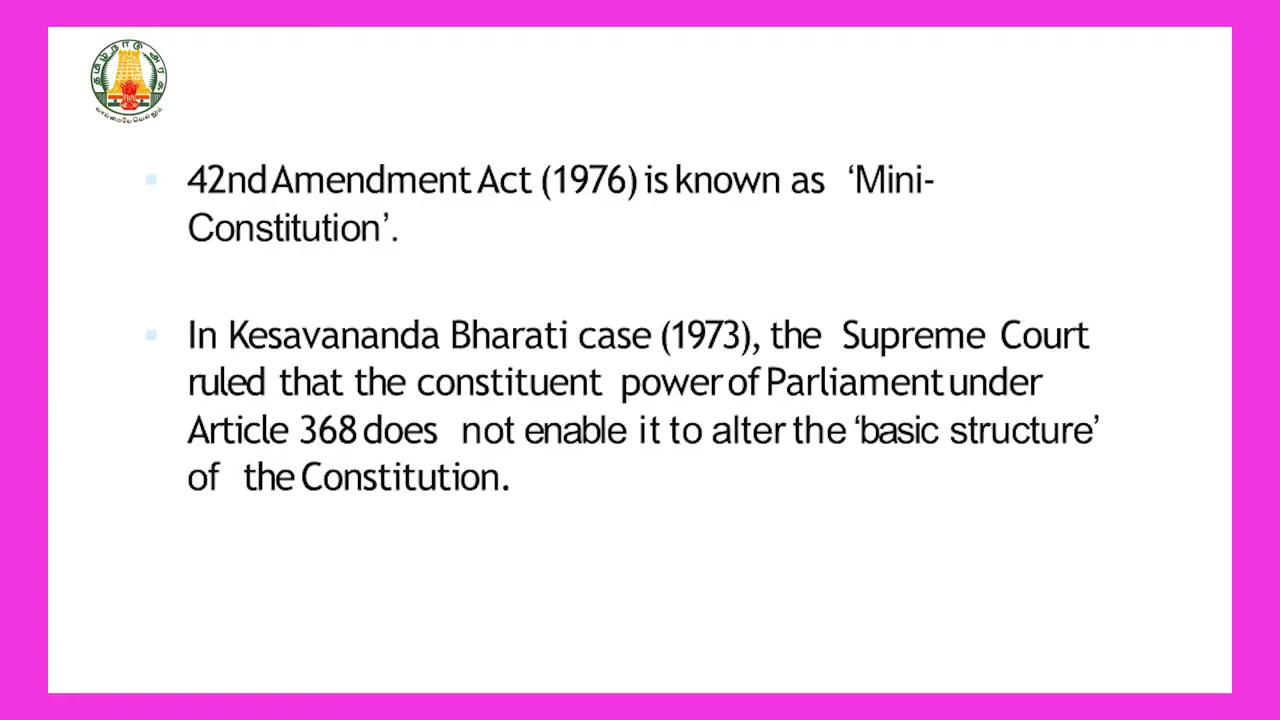 தமிழ்நாடு அரசு
வாய்மையே வெல்லும்
42nd Amendment Act (1976) is known as ‘Mini-
Constitution’.
In Kesavananda Bharati case (1973), the Supreme Court
ruled that the constituent power of Parliament under
Article 368 does not enable it to alter the ‘basic structure’
of the Constitution.